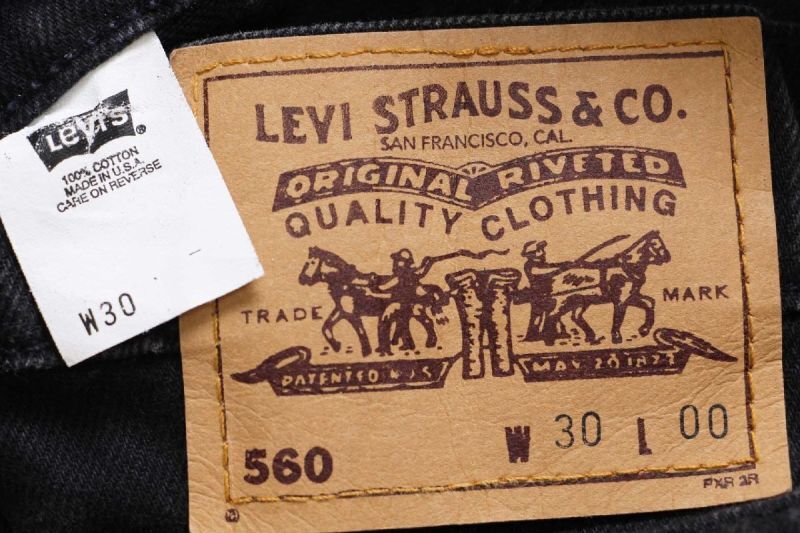 LEVI'S ®
100% COTTON
MADE IN U.S.A.
CARE ON REVERSE
W30
LEVI STRAUSS & CO.
SAN FRANCISCO, CAL.
ORIGINAL RIVETED
QUALITY CLOTHING
TRADE MARK
PATENTED IN U.S. MAY 20 1873
560 W 30 L 00